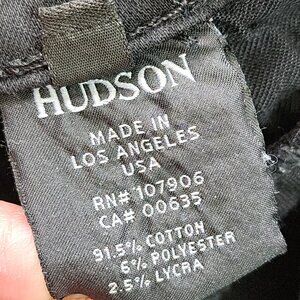 HUDSON
MADE IN
LOS ANGELES
USA
RN# 107906
CA# 00635
91.5% COTTON
6% POLYESTER
2.5% LYCRA